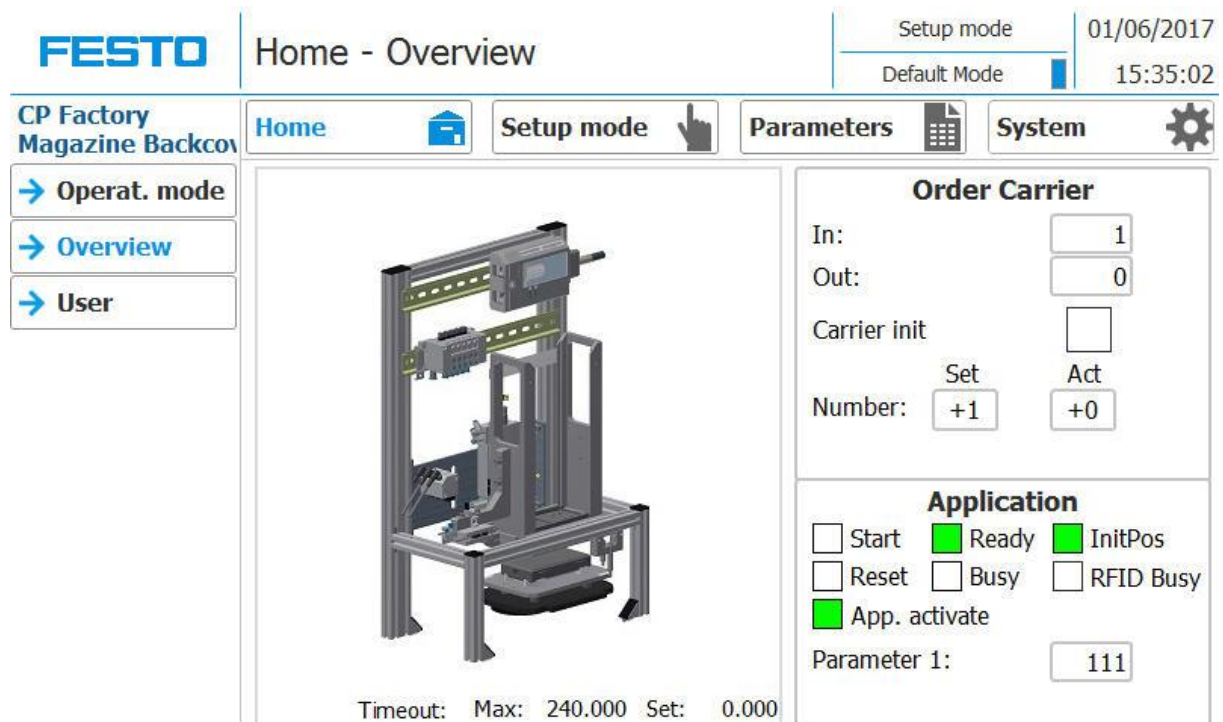 FESTO
Home - Overview
Setup mode
Default Mode
01/06/2017
15:35:02
CP Factory
Magazine Backcov
Home
Setup mode
Parameters
System
Operat. mode
Overview
User
Order Carrier
In: 1
Out: 0
Carrier init
Set Act
Number: +1 +0
Application
Start Ready InitPos
Reset Busy RFID Busy
App. activate
Parameter 1: 111
Timeout: Max: 240.000 Set: 0.000